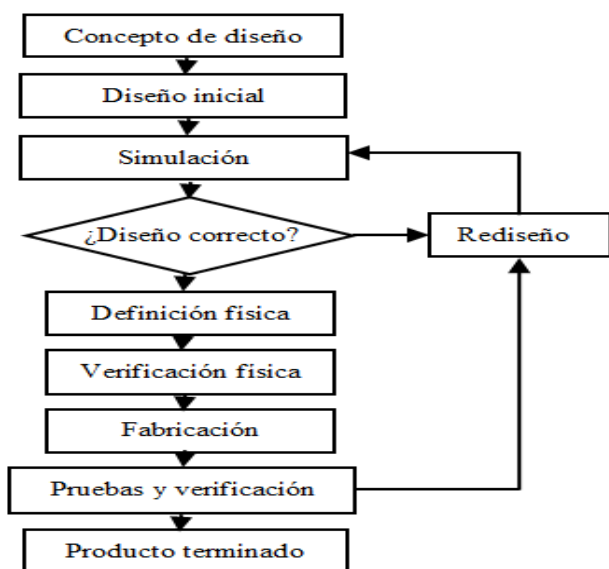 Concepto de diseño
Diseño inicial
Simulación
¿Diseño correcto?
Rediseño
Definición física
Verificación física
Fabricación
Pruebas y verificación
Producto terminado